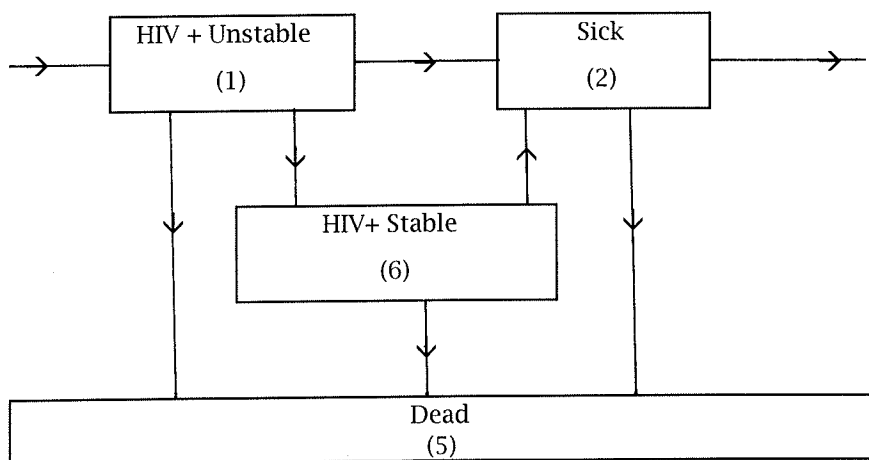 HIV + Unstable
(1)
Sick
(2)
HIV+ Stable
(6)
Dead
(5)